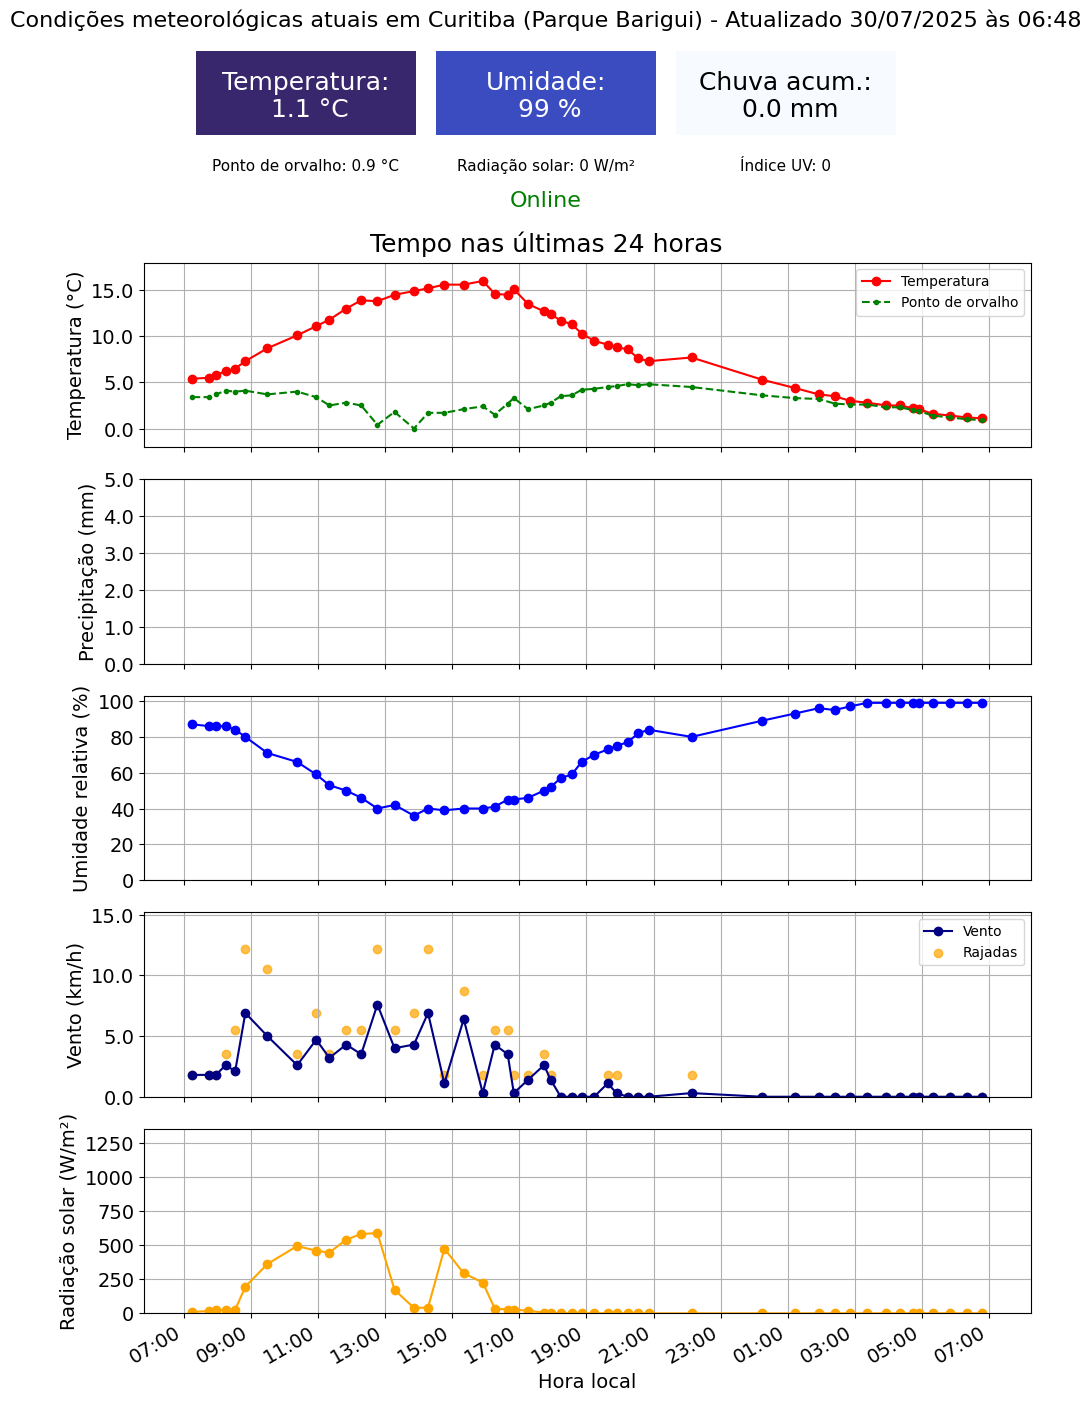 Condições meteorológicas atuais em Curitiba (Parque Barigui) - Atualizado 30/07/2025 às 06:48
Temperatura:
1.1 °C
Umidade:
99 %
Chuva acum.:
0.0 mm
Ponto de orvalho: 0.9 °C
Radiação solar: 0 W/m²
Índice UV: 0
Online
Tempo nas últimas 24 horas
Temperatura (°C)
15.0
10.0
5.0
0.0
Temperatura
Ponto de orvalho
Precipitação (mm)
5.0
4.0
3.0
2.0
1.0
0.0
Umidade relativa (%)
100
80
60
40
20
0
Vento (km/h)
15.0
10.0
5.0
0.0
Vento
Rajadas
Radiação solar (W/m²)
1250
1000
750
500
250
0
07:00
09:00
11:00
13:00
15:00
17:00
19:00
21:00
23:00
01:00
03:00
05:00
07:00
Hora local